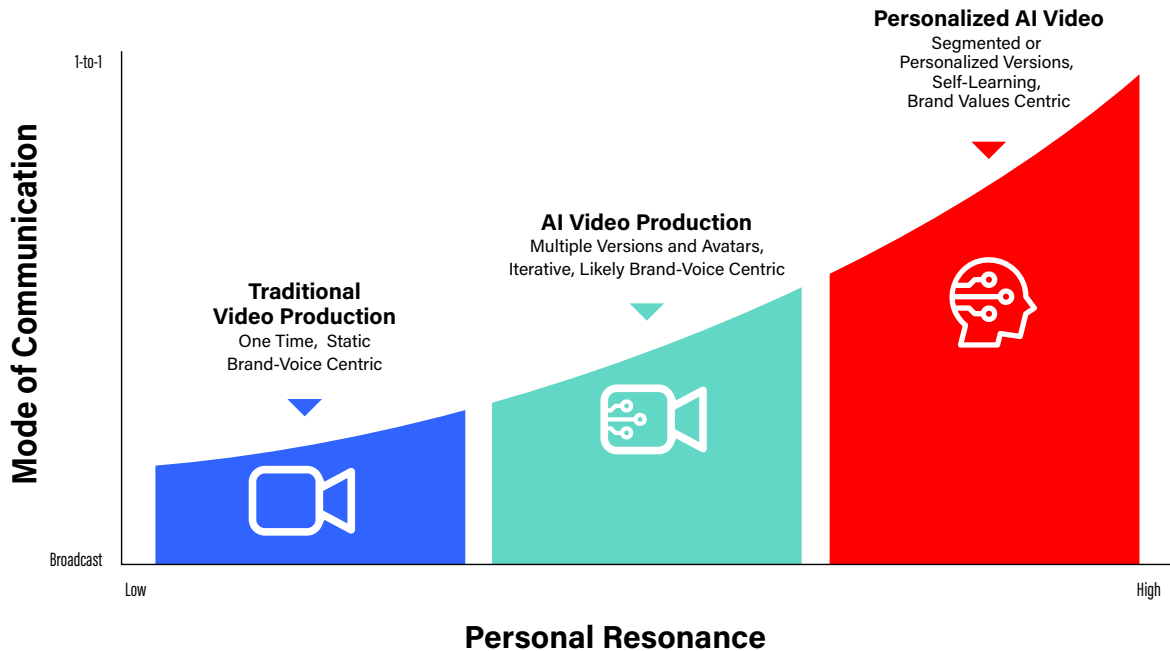 Personalized AI Video
Segmented or
Personalized Versions,
Self-Learning,
Brand Values Centric
1-to-1
Mode of Communication
AI Video Production
Multiple Versions and Avatars,
Iterative, Likely Brand-Voice Centric
Traditional
Video Production
One Time, Static
Brand-Voice Centric
Broadcast
Low
High
Personal Resonance